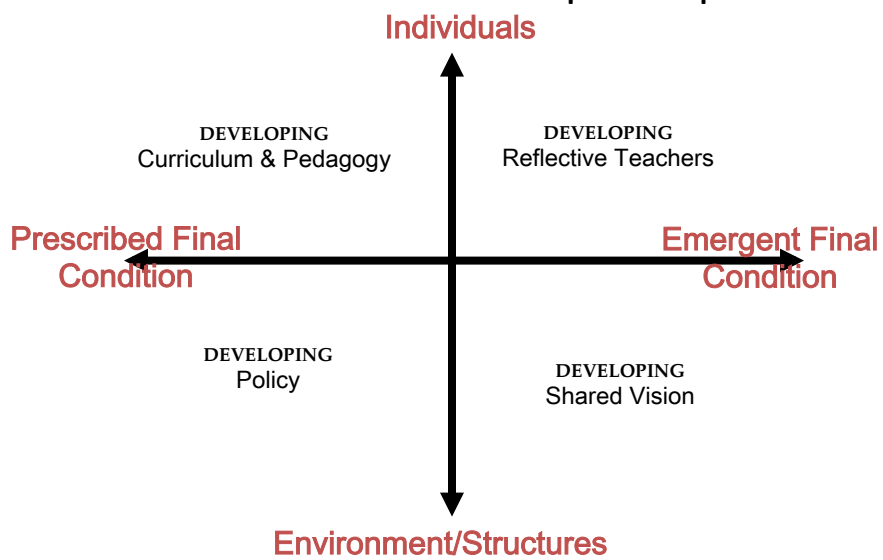 Individuals
DEVELOPING
Curriculum & Pedagogy
DEVELOPING
Reflective Teachers
Prescribed Final
Condition
Emergent Final
Condition
DEVELOPING
Policy
DEVELOPING
Shared Vision
Environment/Structures